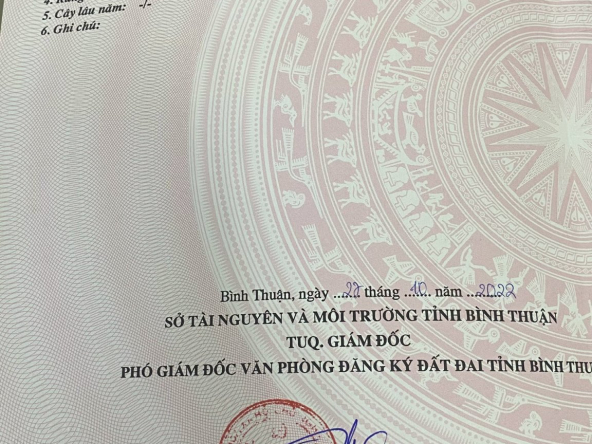 5. Cây lâu năm: -/-
6. Ghi chú:
Bình Thuận, ngày ...27 tháng ...10... năm ...2022
SỞ TÀI NGUYÊN VÀ MÔI TRƯỜNG TỈNH BÌNH THUẬN
TUQ. GIÁM ĐỐC
PHÓ GIÁM ĐỐC VĂN PHÒNG ĐĂNG KÝ ĐẤT ĐAI TỈNH BÌNH THU